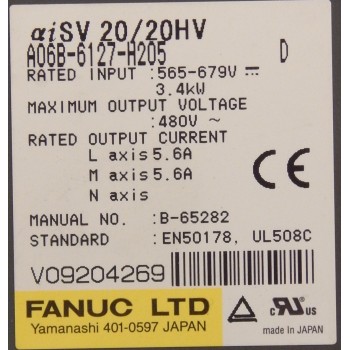 αiSV 20/20HV
A06B-6127-H205 D
RATED INPUT : 565-679V ⎓
3.4kW
MAXIMUM OUTPUT VOLTAGE
: 480V ~
RATED OUTPUT CURRENT
L axis 5.6A
M axis 5.6A
N axis
CE
MANUAL NO. : B-65282
STANDARD : EN50178, UL508C
V09204269
FANUC LTD
Yamanashi 401-0597 JAPAN
c UL us
made in JAPAN